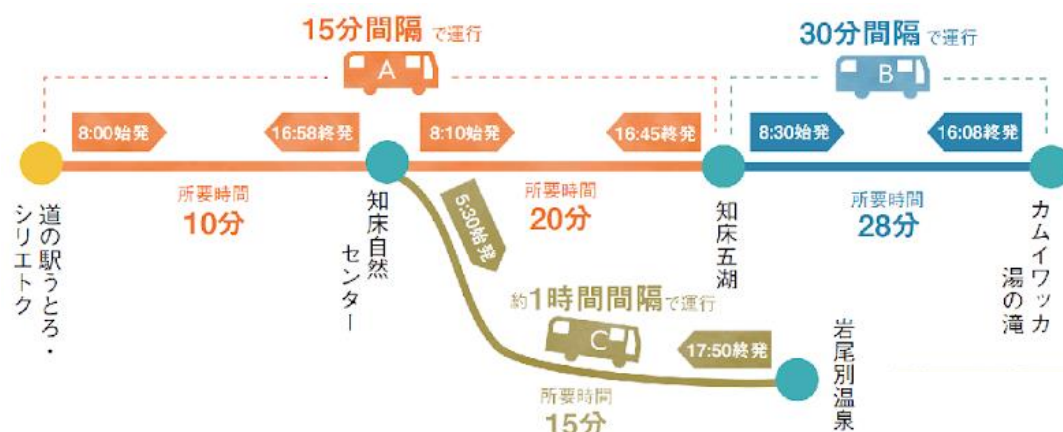 15分間隔で運行
30分間隔で運行
A
B
8:00始発
16:58終発
8:10始発
16:45終発
8:30始発
16:08終発
所要時間
10分
所要時間
20分
所要時間
28分
道の駅うとろ・
シリエトク
知床自然
センター
知床五湖
カムイワッカ
湯の滝
5:30始発
約1時間間隔で運行
C
17:50終発
岩尾別温泉
所要時間
15分